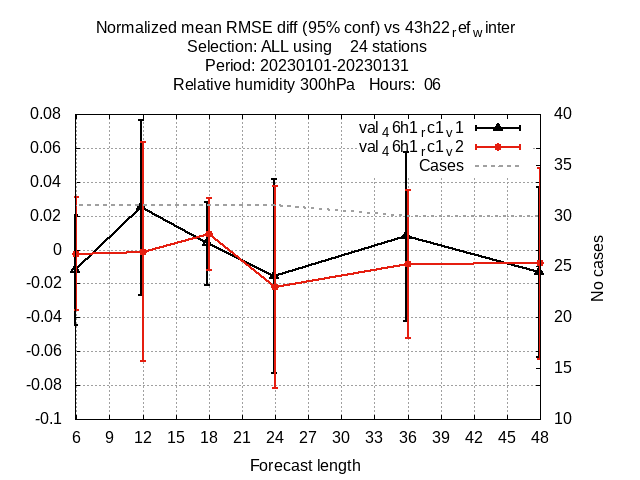 Normalized mean RMSE diff (95% conf) vs 43h22refwinter
Selection: ALL using 24 stations
Period: 20230101-20230131
Relative humidity 300hPa Hours: 06
0.08 40
val46h1rc1v1
0.06 val46h1rc1v2
Cases 35
0.04
0.02 30
0
25
-0.02
-0.04 20
-0.06
15
-0.08
-0.1 10
No cases
6 9 12 15 18 21 24 27 30 33 36 39 42 45 48
Forecast length